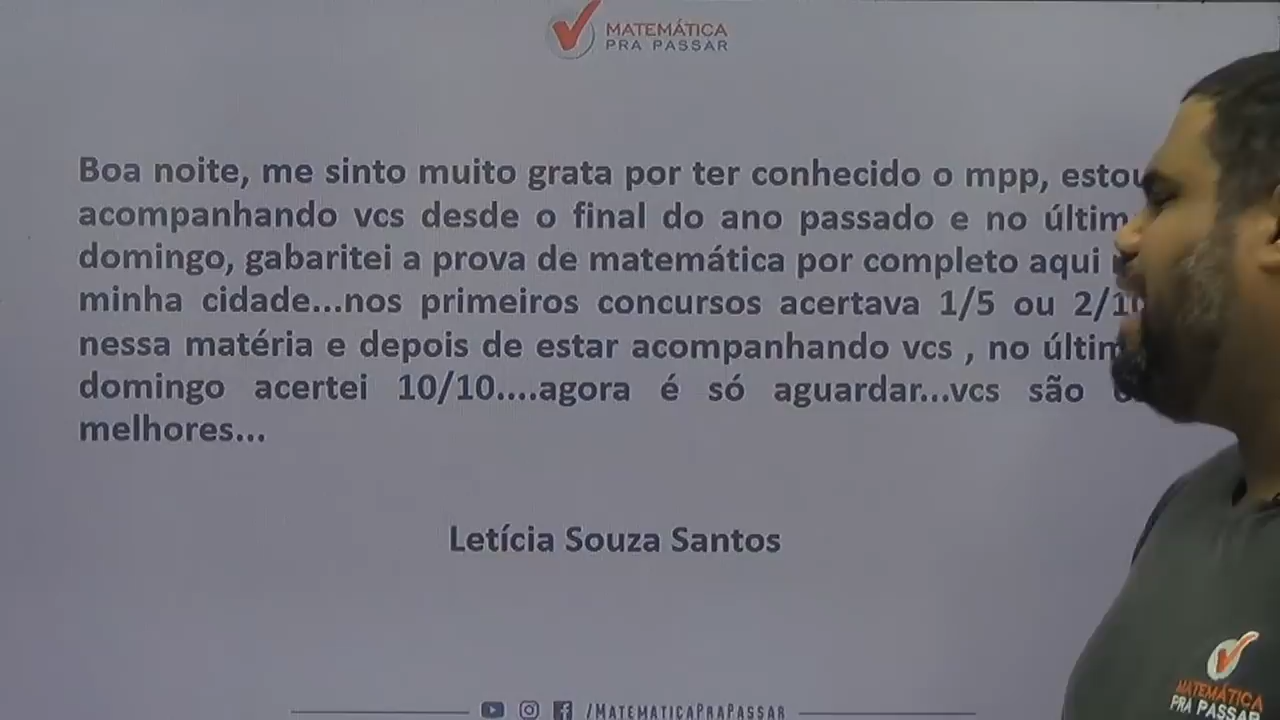 MATEMÁTICA
PRA PASSAR
Boa noite, me sinto muito grata por ter conhecido o mpp, estou
acompanhando vcs desde o final do ano passado e no
domingo, gabaritei a prova de matemática por completo aqui
minha cidade...nos primeiros concursos acertava 1/5 ou 2/10
nessa matéria e depois de estar acompanhando vcs , no
domingo acertei 10/10....agora é só aguardar...vcs são
melhores...
Letícia Souza Santos
/MATEMATICAPRAPASSAR
MATEMÁTICA
PRA PASSAR